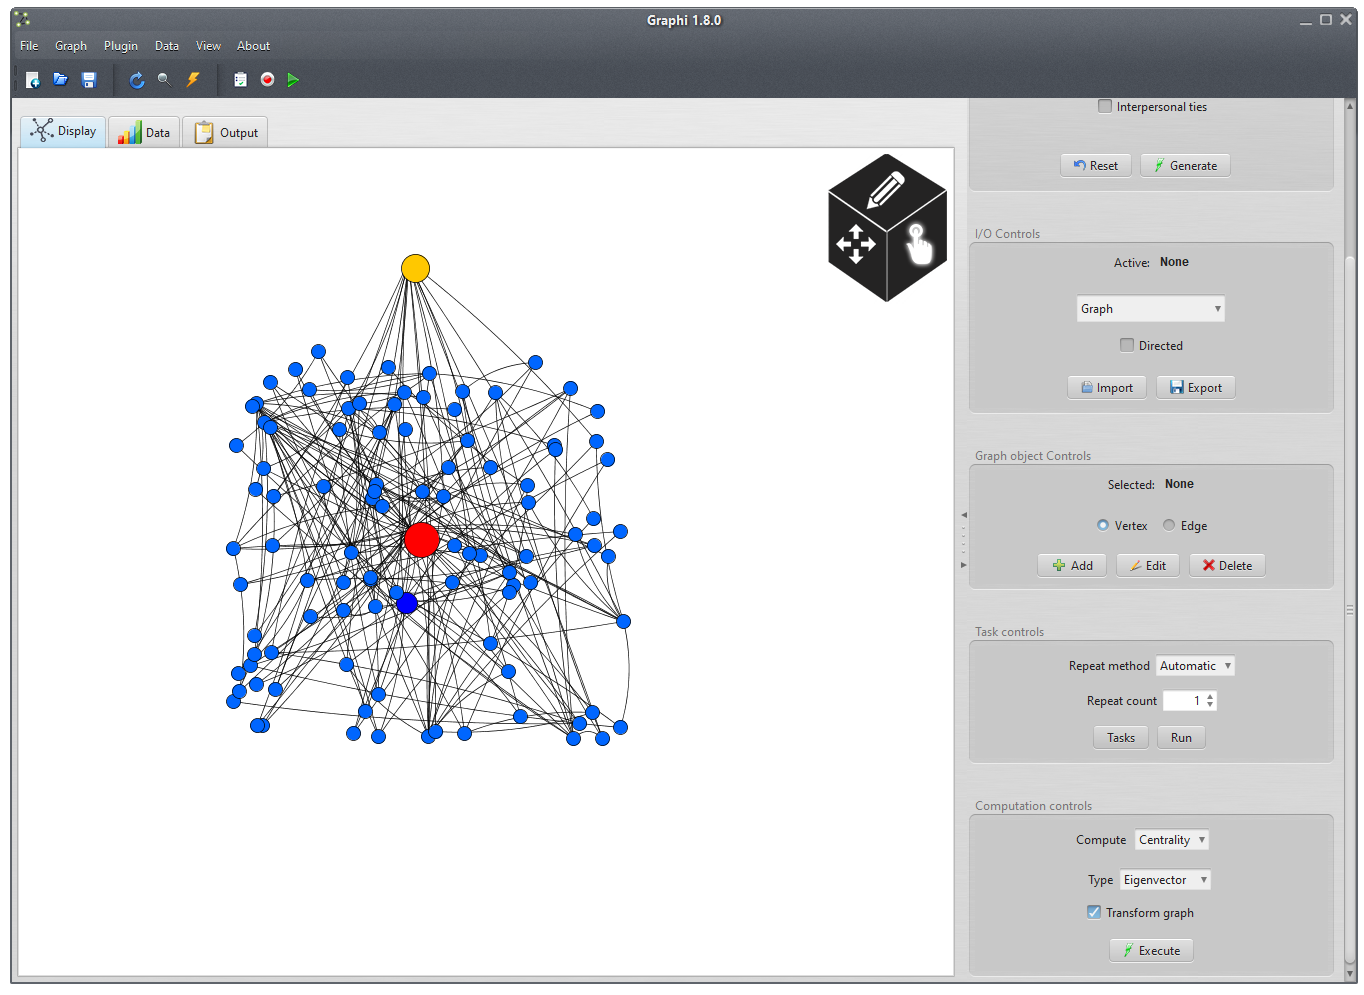 Graphi 1.8.0
File Graph Plugin Data View About
Display Data Output
Interpersonal ties
Reset Generate
I/O Controls
Active: None
Graph
Directed
Import Export
Graph object Controls
Selected: None
Vertex Edge
Add Edit Delete
Task controls
Repeat method Automatic
Repeat count 1
Tasks Run
Computation controls
Compute Centrality
Type Eigenvector
Transform graph
Execute